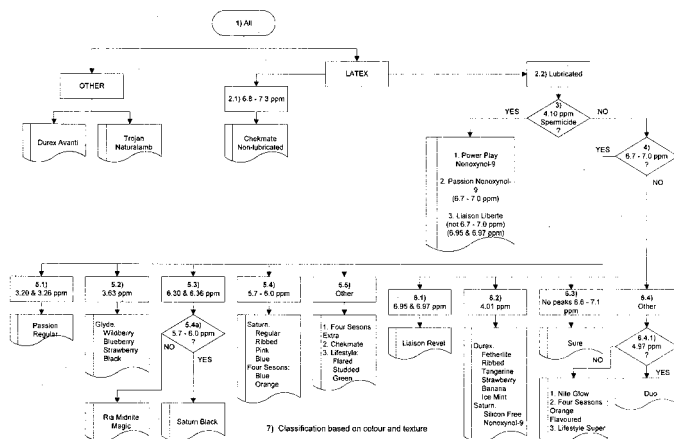 1) All
OTHER
LATEX
2.2) Lubricated
2.1) 6.8 - 7.3 ppm
Durex Avanti
Trojan
Naturalamb
Chekmate
Non-lubricated
YES
3)
4.10 ppm
Spermicide
?
NO
1. Power Play
Nonoxynol-9
2. Passion Nonoxynol-
9
(6.7 - 7.0 ppm)
3. Liaison Liberte
(not 6.7 - 7.0 ppm)
(6.95 & 6.97 ppm)
YES
4)
6.7 - 7.0 ppm
?
NO
5.1)
3.20 & 3.26 ppm
5.2)
3.63 ppm
5.3)
6.30 & 6.36 ppm
5.4)
5.7 - 6.0 ppm
5.5)
Other
6.1)
6.95 & 6.97 ppm
6.2)
4.01 ppm
6.3)
No peaks 6.6 - 7.1
ppm
6.4)
Other
Passion
Regular
Glyde:
Wildberry
Blueberry
Strawberry
Black
5.4a)
5.7 - 6.0 ppm
?
NO
YES
Ria Midnite
Magic
Saturn Black
Saturn:
Regular
Ribbed
Pink
Blue
Four Sesons:
Blue
Orange
1. Four Sesons
Extra
2. Chekmate
3. Lifestyle:
Flared
Studded
Green
Liaison Revel
Durex:
Fetherlite
Ribbed
Tangerine
Strawberry
Banana
Ice Mint
Saturn:
Silicon Free
Nonoxynol-9
Sure
6.4.1)
4.97 ppm
?
NO
YES
1. Nite Glow
2. Four Seasons
Orange
Flavoured
3. Lifestyle Super
Duo
7) Classification based on colour and texture